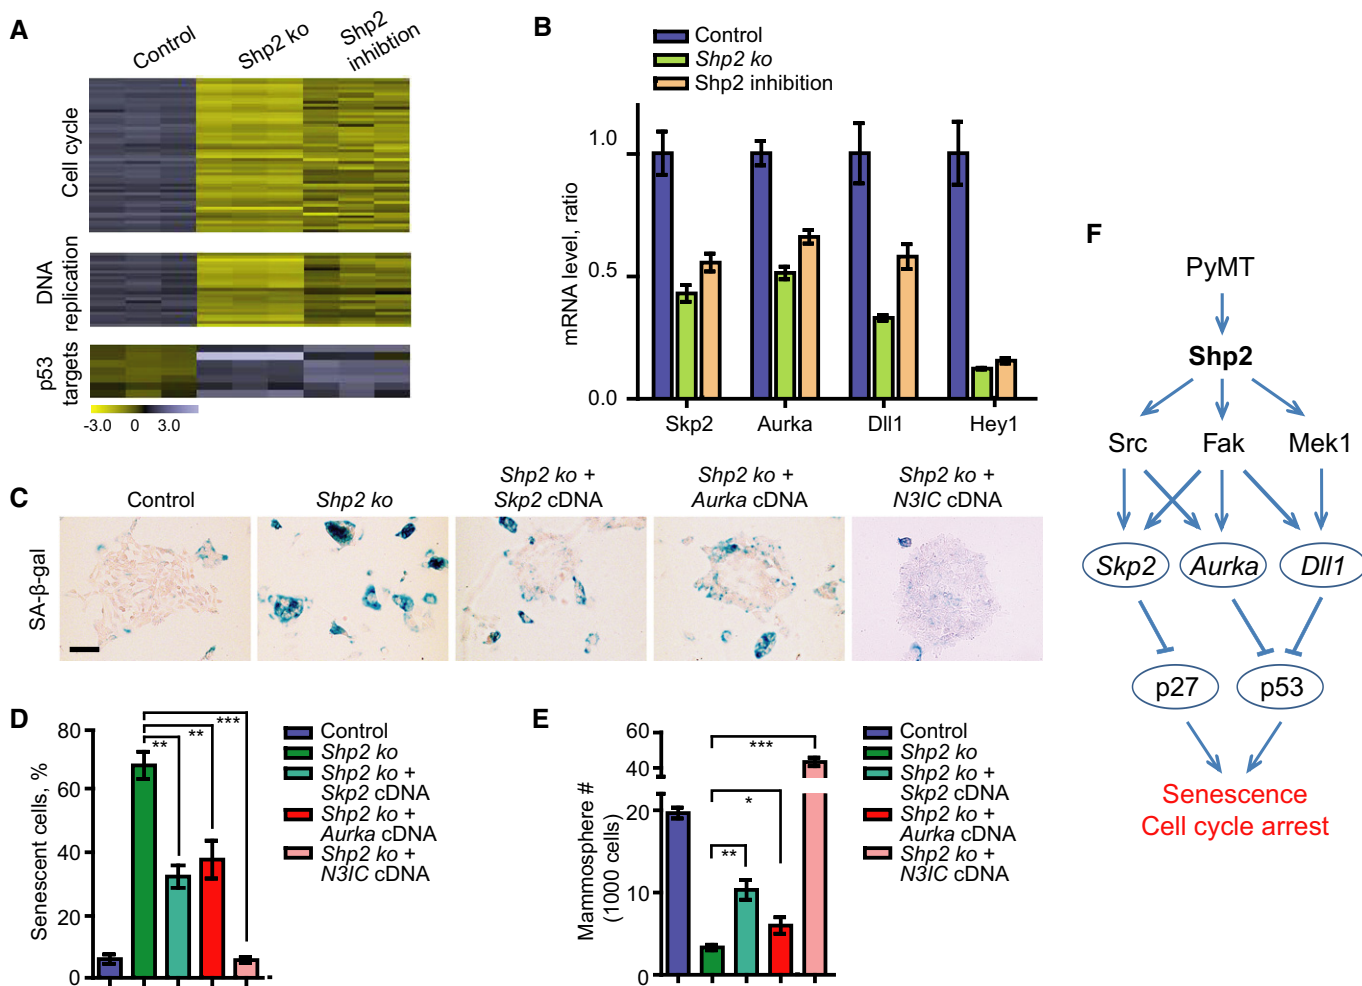 A
Control
Shp2 ko
Shp2
inhibtion
Cell cycle
DNA
replication
p53
targets
-3.0 0 3.0
B
Control
Shp2 ko
Shp2 inhibition
mRNA level, ratio
1.0
0.5
0.0
Skp2 Aurka Dll1 Hey1
C
Control
Shp2 ko
Shp2 ko +
Skp2 cDNA
Shp2 ko +
Aurka cDNA
Shp2 ko +
N3IC cDNA
SA-β-gal
D
Senescent cells, %
80
60
40
20
0
**
**
***
Control
Shp2 ko
Shp2 ko +
Skp2 cDNA
Shp2 ko +
Aurka cDNA
Shp2 ko +
N3IC cDNA
E
Mammosphere #
(1000 cells)
60
40
20
10
0
**
*
***
Control
Shp2 ko
Shp2 ko +
Skp2 cDNA
Shp2 ko +
Aurka cDNA
Shp2 ko +
N3IC cDNA
F
PyMT
Shp2
Src Fak Mek1
Skp2 Aurka Dll1
p27 p53
Senescence
Cell cycle arrest